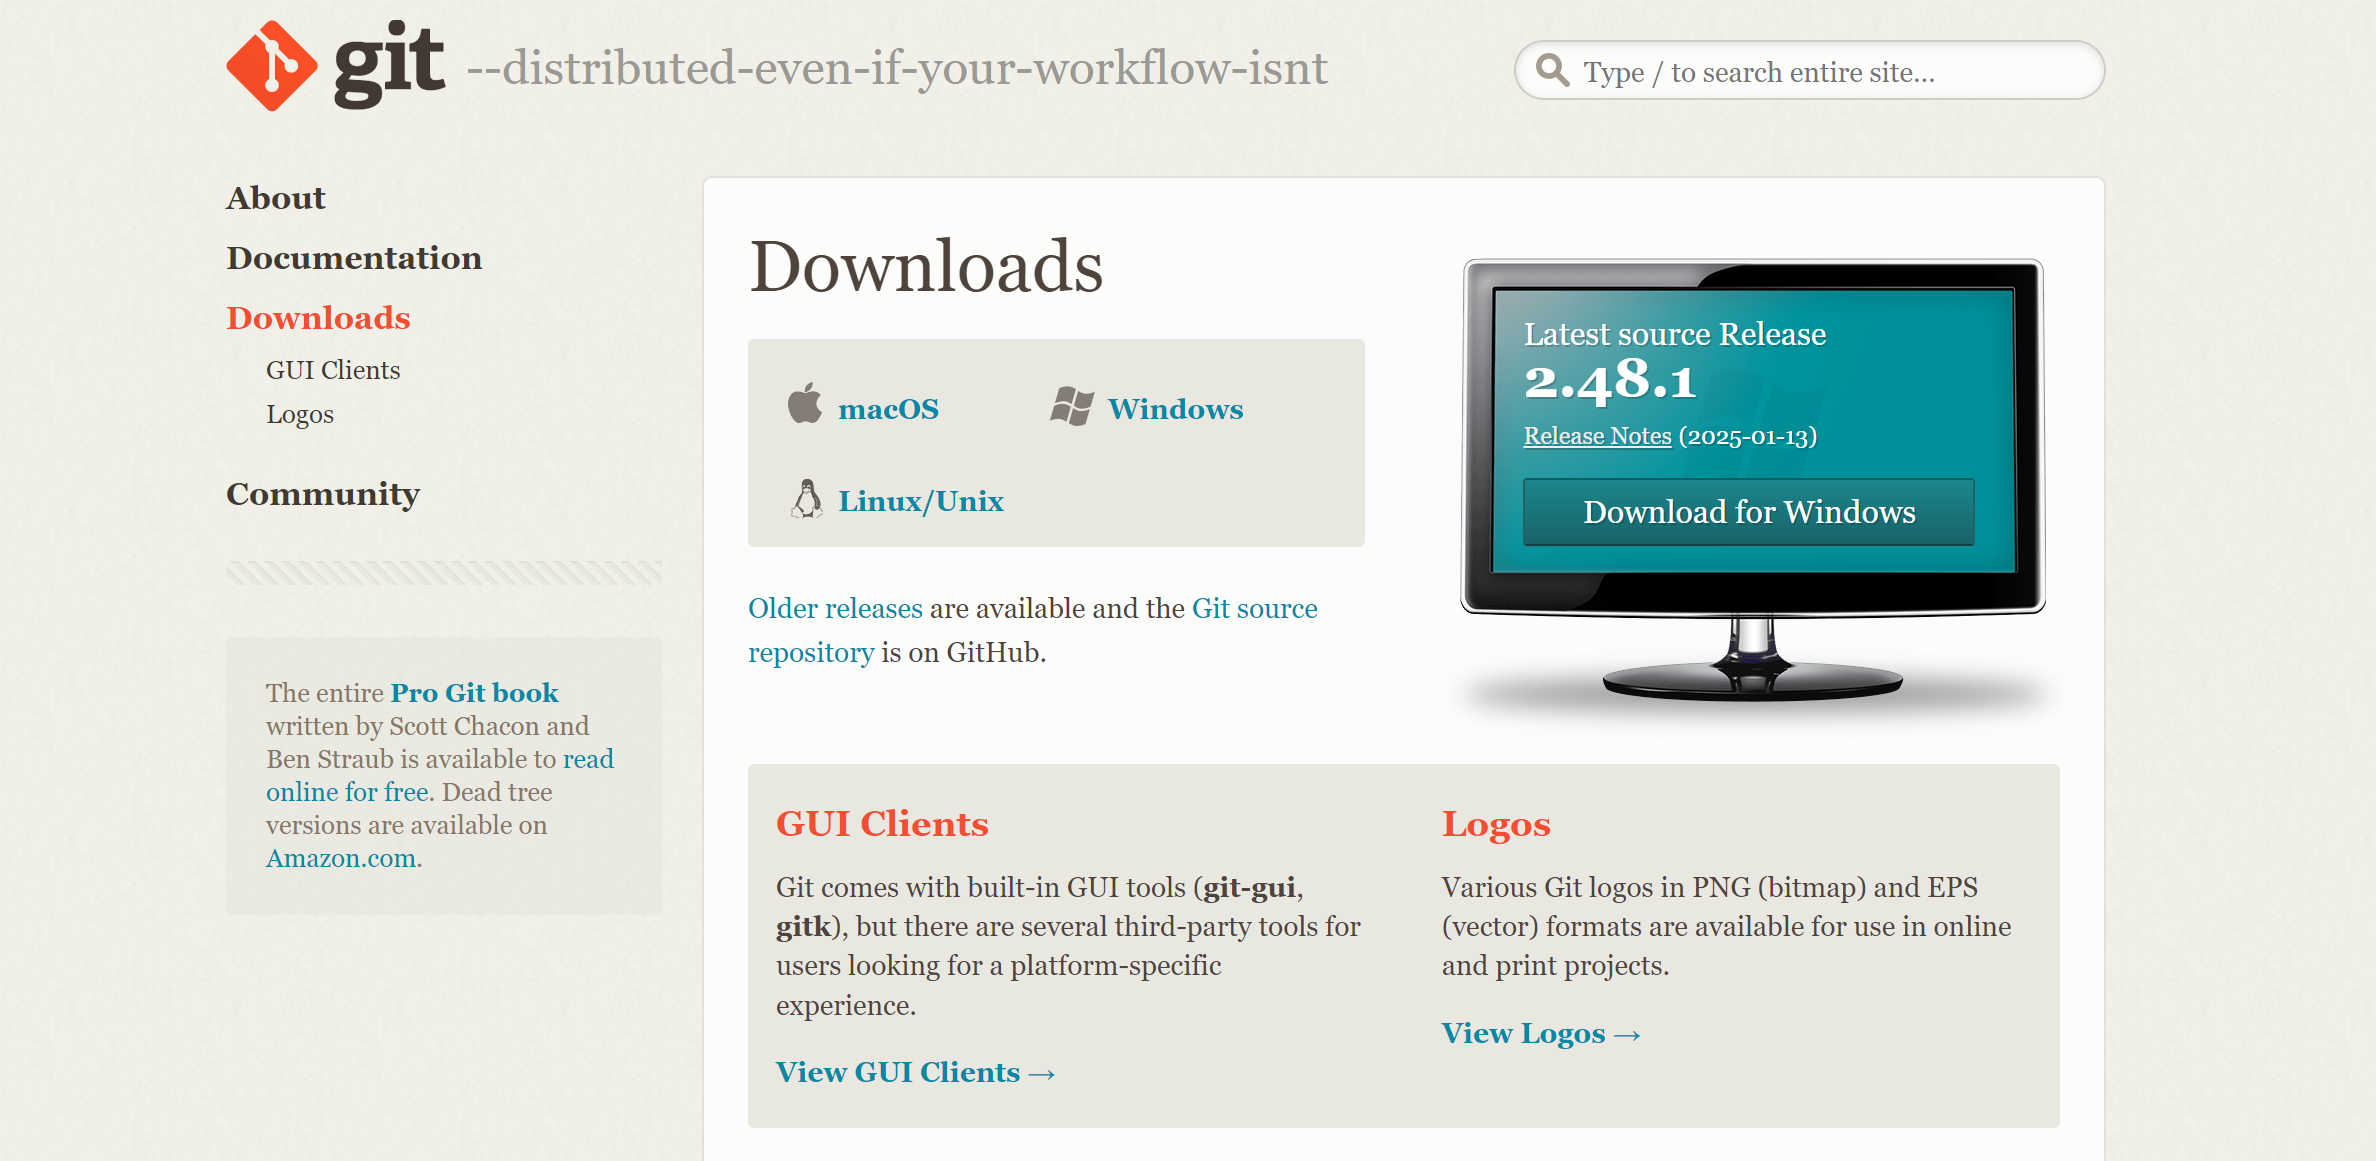 git --distributed-even-if-your-workflow-isnt
Type / to search entire site...
About
Documentation
Downloads
GUI Clients
Logos
Community
The entire Pro Git book
written by Scott Chacon and
Ben Straub is available to read
online for free. Dead tree
versions are available on
Amazon.com.
Downloads
macOS
Windows
Linux/Unix
Older releases are available and the Git source
repository is on GitHub.
Latest source Release
2.48.1
Release Notes (2025-01-13)
Download for Windows
GUI Clients
Git comes with built-in GUI tools (git-gui,
gitk), but there are several third-party tools for
users looking for a platform-specific
experience.
View GUI Clients →
Logos
Various Git logos in PNG (bitmap) and EPS
(vector) formats are available for use in online
and print projects.
View Logos →